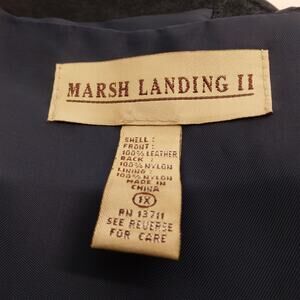 MARSH LANDING II
SHELL:
FRONT:
100% LEATHER
BACK:
100% NYLON
LINING:
100% NYLON
MADE IN
CHINA
1X
RN 13711
SEE REVERSE
FOR CARE